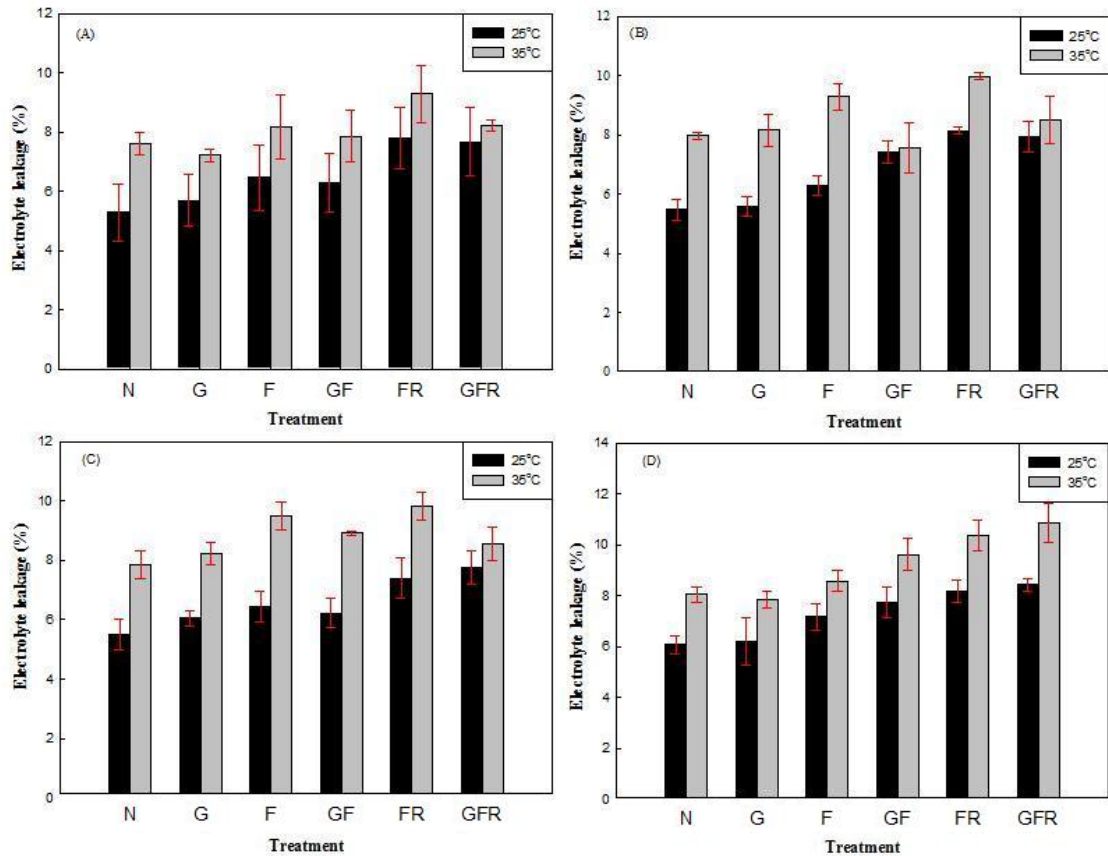 (A)
25°C
35°C
Electrolyte leakage (%)
12
10
8
6
4
2
0
N G F GF FR GFR
Treatment
(B)
25°C
35°C
Electrolyte leakage (%)
12
10
8
6
4
2
0
N G F GF FR GFR
Treatment
(C)
25°C
35°C
Electrolyte leakage (%)
12
10
8
6
4
2
0
N G F GF FR GFR
Treatment
(D)
25°C
35°C
Electrolyte leakage (%)
14
12
10
8
6
4
2
0
N G F GF FR GFR
Treatment